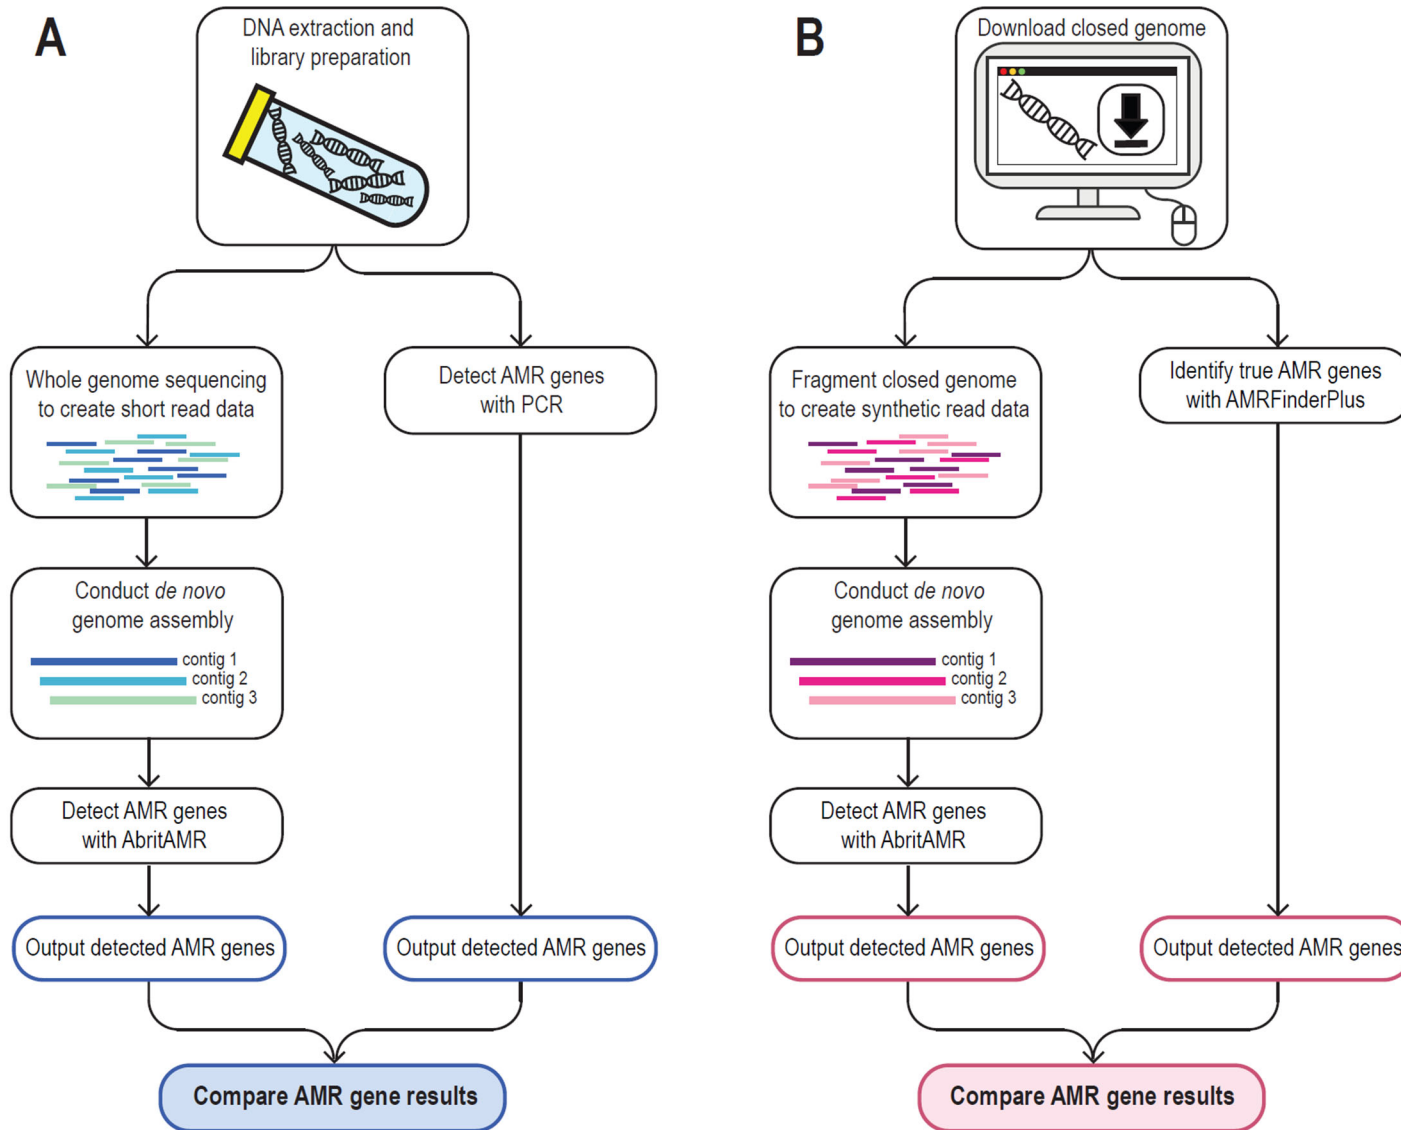 A
DNA extraction and
library preparation
Whole genome sequencing
to create short read data
Detect AMR genes
with PCR
Conduct de novo
genome assembly
contig 1
contig 2
contig 3
Detect AMR genes
with AbritAMR
Output detected AMR genes
Output detected AMR genes
Compare AMR gene results
B
Download closed genome
Fragment closed genome
to create synthetic read data
Identify true AMR genes
with AMRFinderPlus
Conduct de novo
genome assembly
contig 1
contig 2
contig 3
Detect AMR genes
with AbritAMR
Output detected AMR genes
Output detected AMR genes
Compare AMR gene results